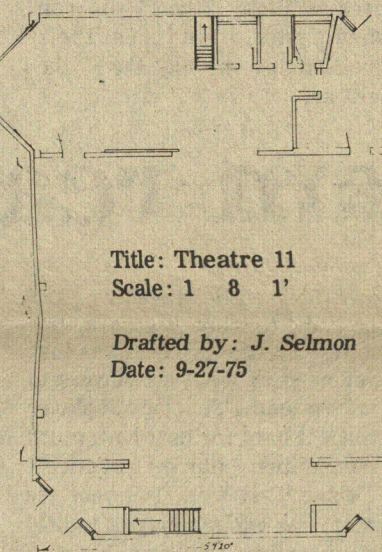 Title: Theatre 11
Scale: 1 8 1'
Drafted by: J. Selmon
Date: 9-27-75